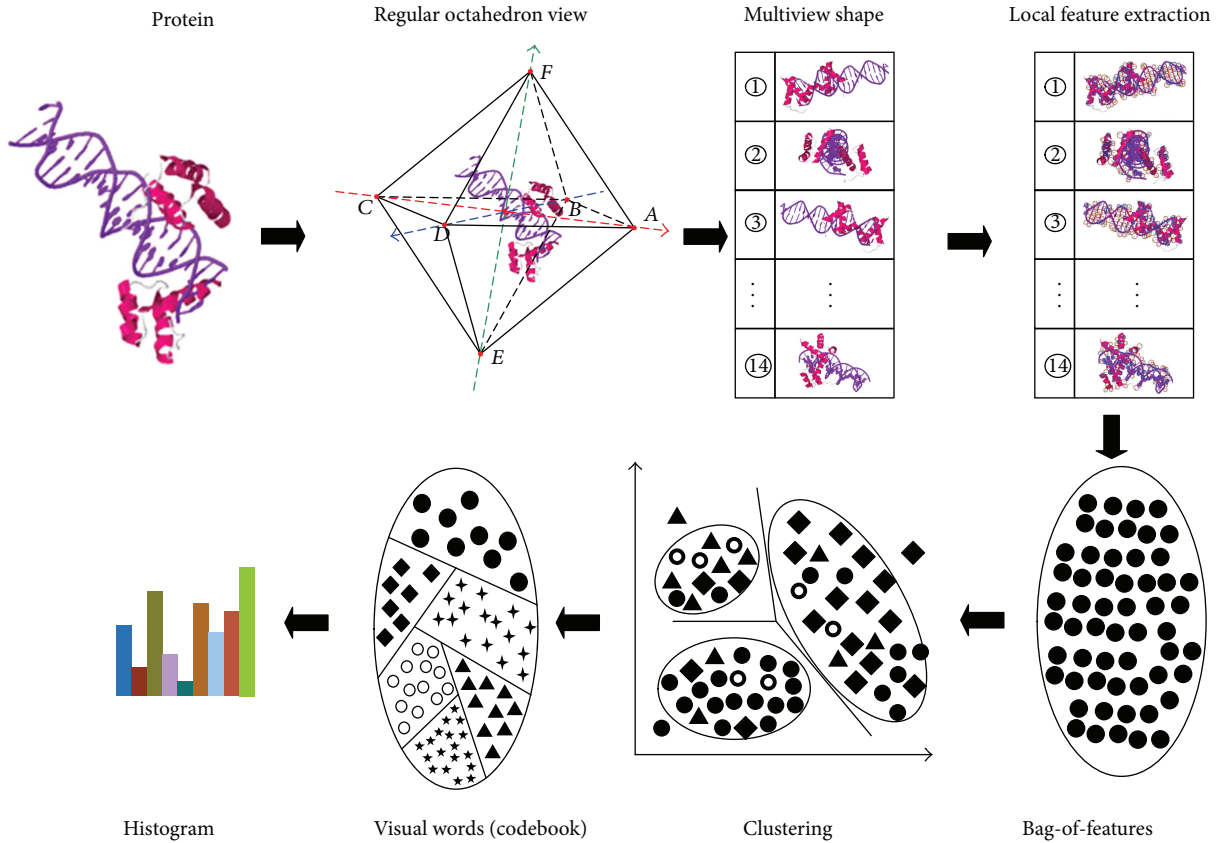 Protein
Regular octahedron view
Multiview shape
Local feature extraction
F
C
B
A
D
E
1
2
3
⋮ ⋮
14
1
2
3
⋮ ⋮
14
Histogram
Visual words (codebook)
Clustering
Bag-of-features